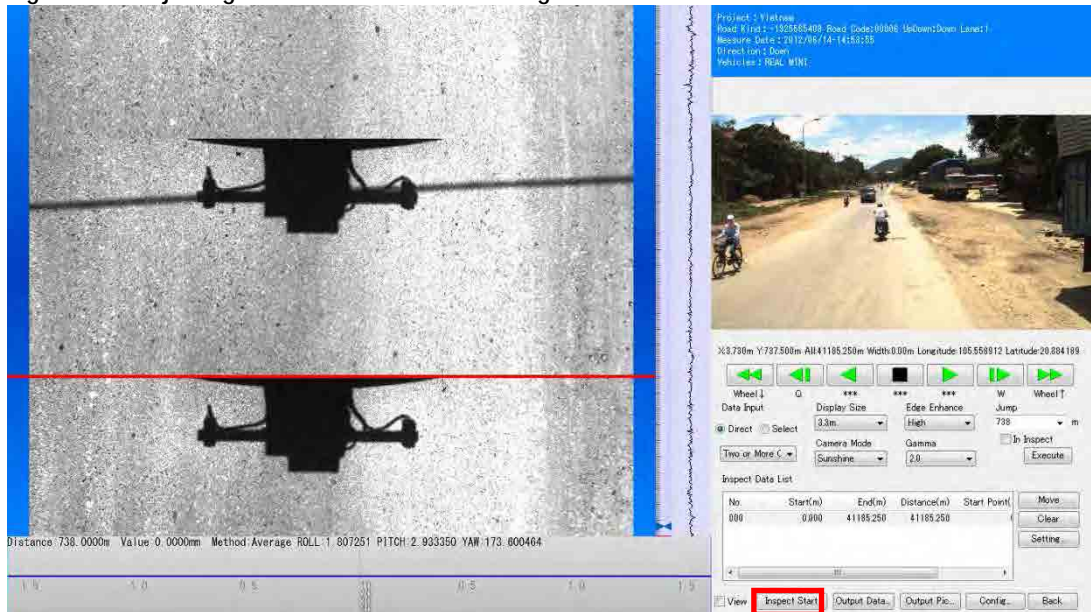 Project : Vietnam
Road Kind : -1325565409 Road Code:00000 UpDown:Down Lane:1
Measure Date : 2012/06/14-14:53:55
Direction : Down
Vehicles : REAL MINI
X:3.730m Y:737.500m All:41185.250m Width:0.00m Longitude:105.556912 Latitude:20.884189
Wheel↓ Q *** *** *** W Wheel↑
Data Input Display Size Edge Enhance Jump
Direct Select 3.3m High 738 m
Camera Mode Gamma In Inspect
Two or More C Sunshine 2.0 Execute
Inspect Data List
No Start(m) End(m) Distance(m) Start Point( Move
000 0.000 41185.250 41185.250 Clear
Setting..
Distance 738.0000m Value 0.0000mm Method Average ROLL 1.807251 PITCH 2.933350 YAW 173.600464
1.5 1.0 0.5 0.5 1.0 1.5
View Inspect Start Output Data.. Output Pic... Config.. Back